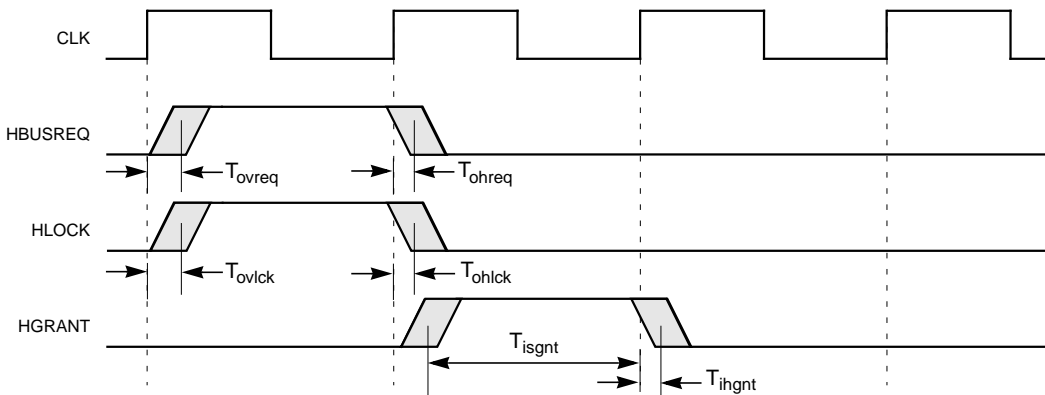 CLK
HBUSREQ
Tovreq
Tohreq
HLOCK
Tovlck
Tohlck
HGRANT
Tisgnt
Tihgnt